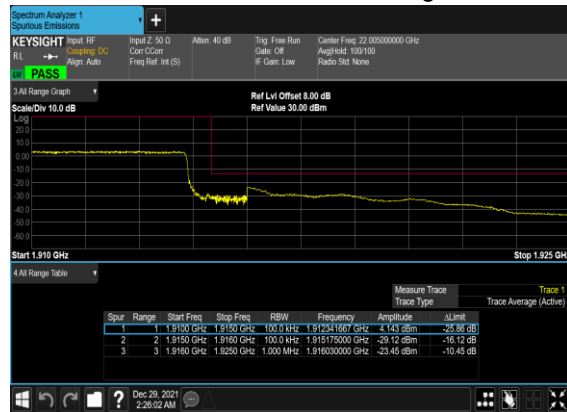 Spectrum Analyzer 1
Spurious Emissions
+
KEYSIGHT Input: RF Input Z: 50 Ω Atten: 40 dB Trig: Free Run Center Freq: 22.005000000 GHz
RL Coupling: DC Corr CCorr Gate: Off Avg|Hold: 100/100
Align: Auto Freq Ref: Int (S) IF Gain: Low Radio Std: None
LW PASS
3 All Range Graph
Ref Lvl Offset 8.00 dB
Scale/Div 10.0 dB Ref Value 30.00 dBm
Log
20.0
10.0
0.00
-10.0
-20.0
-30.0
-40.0
-50.0
-60.0
Start 1.910 GHz Stop 1.925 GH
4 All Range Table
Measure Trace Trace 1
Trace Type Trace Average (Active)
Spur Range Start Freq Stop Freq RBW Frequency Amplitude ΔLimit
1 1 1.9100 GHz 1.9150 GHz 100.0 kHz 1.912341667 GHz 4.143 dBm -25.86 dB
2 2 1.9150 GHz 1.9160 GHz 100.0 kHz 1.915175000 GHz -29.12 dBm -16.12 dB
3 3 1.9160 GHz 1.9250 GHz 1.000 MHz 1.916030000 GHz -23.45 dBm -10.45 dB
? Dec 29, 2021
2:26:02 AM